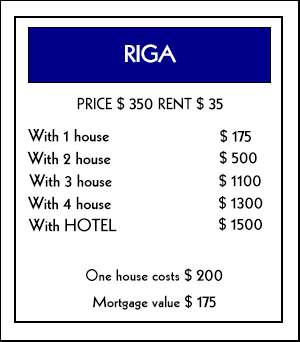 RIGA
PRICE $ 350 RENT $ 35
With 1 house $ 175
With 2 house $ 500
With 3 house $ 1100
With 4 house $ 1300
With HOTEL $ 1500
One house costs $ 200
Mortgage value $ 175